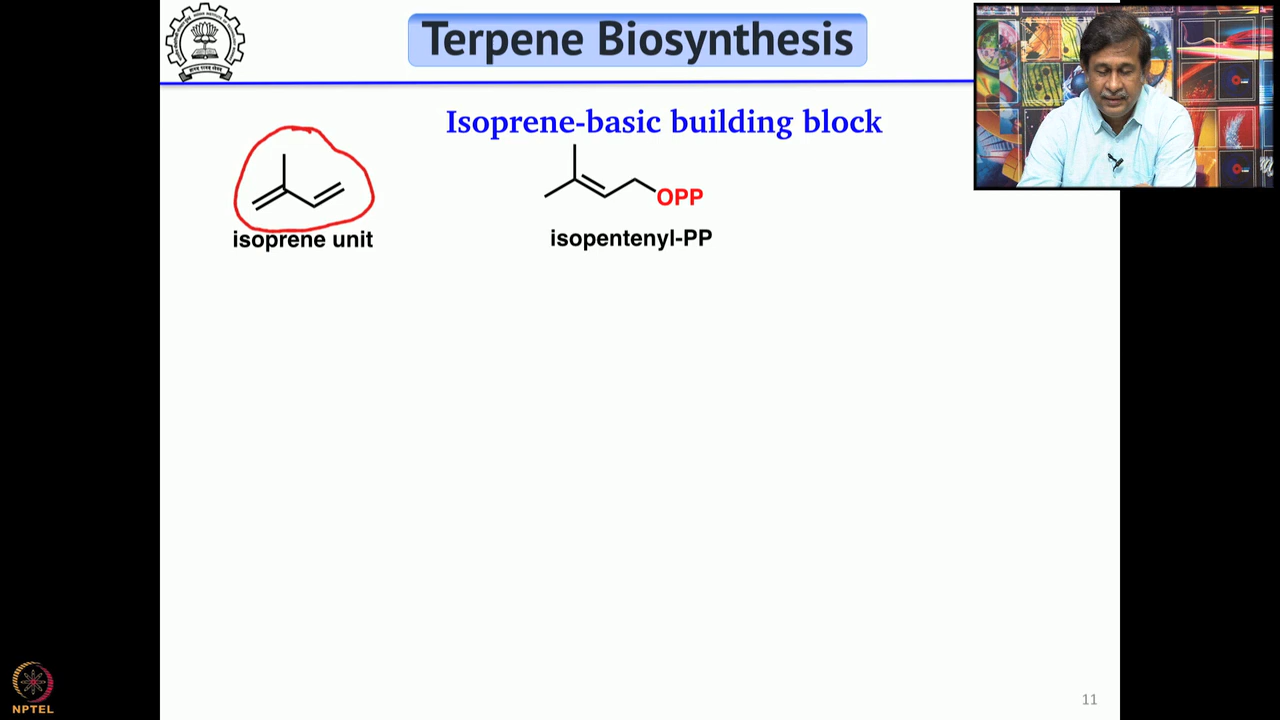 Terpene Biosynthesis
Isoprene-basic building block
OPP
isoprene unit
isopentenyl-PP
NPTEL
11